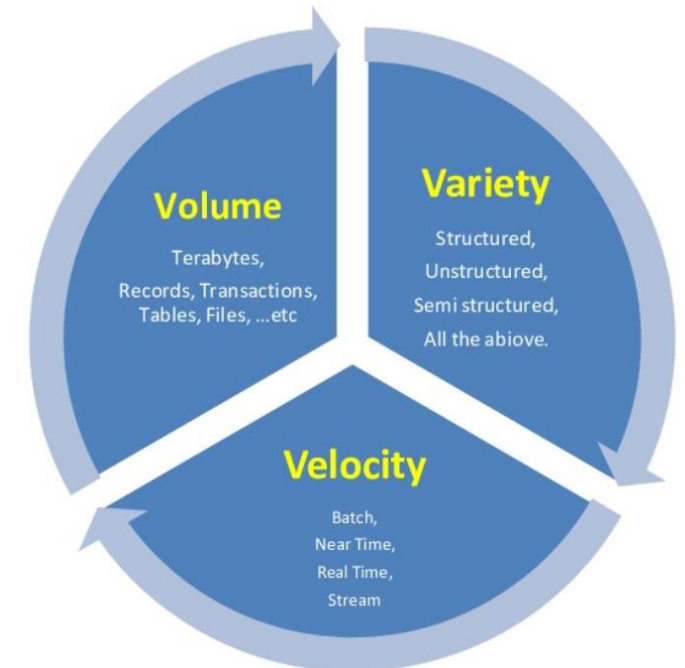 Volume
Terabytes,
Records, Transactions,
Tables, Files, ...etc
Variety
Structured,
Unstructured,
Semi structured,
All the abiove.
Velocity
Batch,
Near Time,
Real Time,
Stream